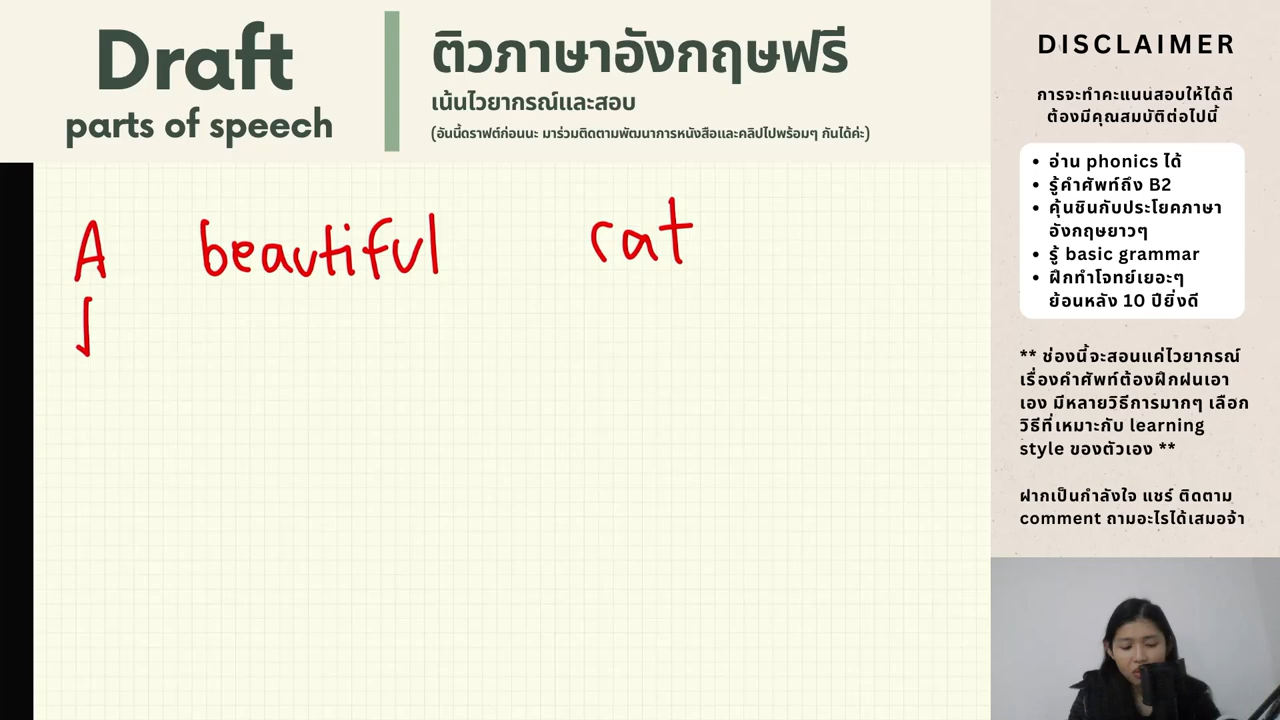 Draft
parts of speech
ติวภาษาอังกฤษฟรี
เน้นไวยากรณ์และสอบ
(อันนี้ดราฟต์ก่อนนะ มาร่วมติดตามพัฒนาการหนังสือและคลิปไปพร้อมๆ กันได้ค่ะ)
A beautiful cat
DISCLAIMER
การจะทำคะแนนสอบให้ได้ดี
ต้องมีคุณสมบัติต่อไปนี้
• อ่าน phonics ได้
• รู้คำศัพท์ถึง B2
• คุ้นชินกับประโยคภาษา
อังกฤษยาวๆ
• รู้ basic grammar
• ฝึกทำโจทย์เยอะๆ
ย้อนหลัง 10 ปียิ่งดี
** ช่องนี้จะสอนแค่ไวยากรณ์
เรื่องคำศัพท์ต้องฝึกฝนเอา
เอง มีหลายวิธีการมากๆ เลือก
วิธีที่เหมาะกับ learning
style ของตัวเอง **
ฝากเป็นกำลังใจ แชร์ ติดตาม
comment ถามอะไรได้เสมอจ้า